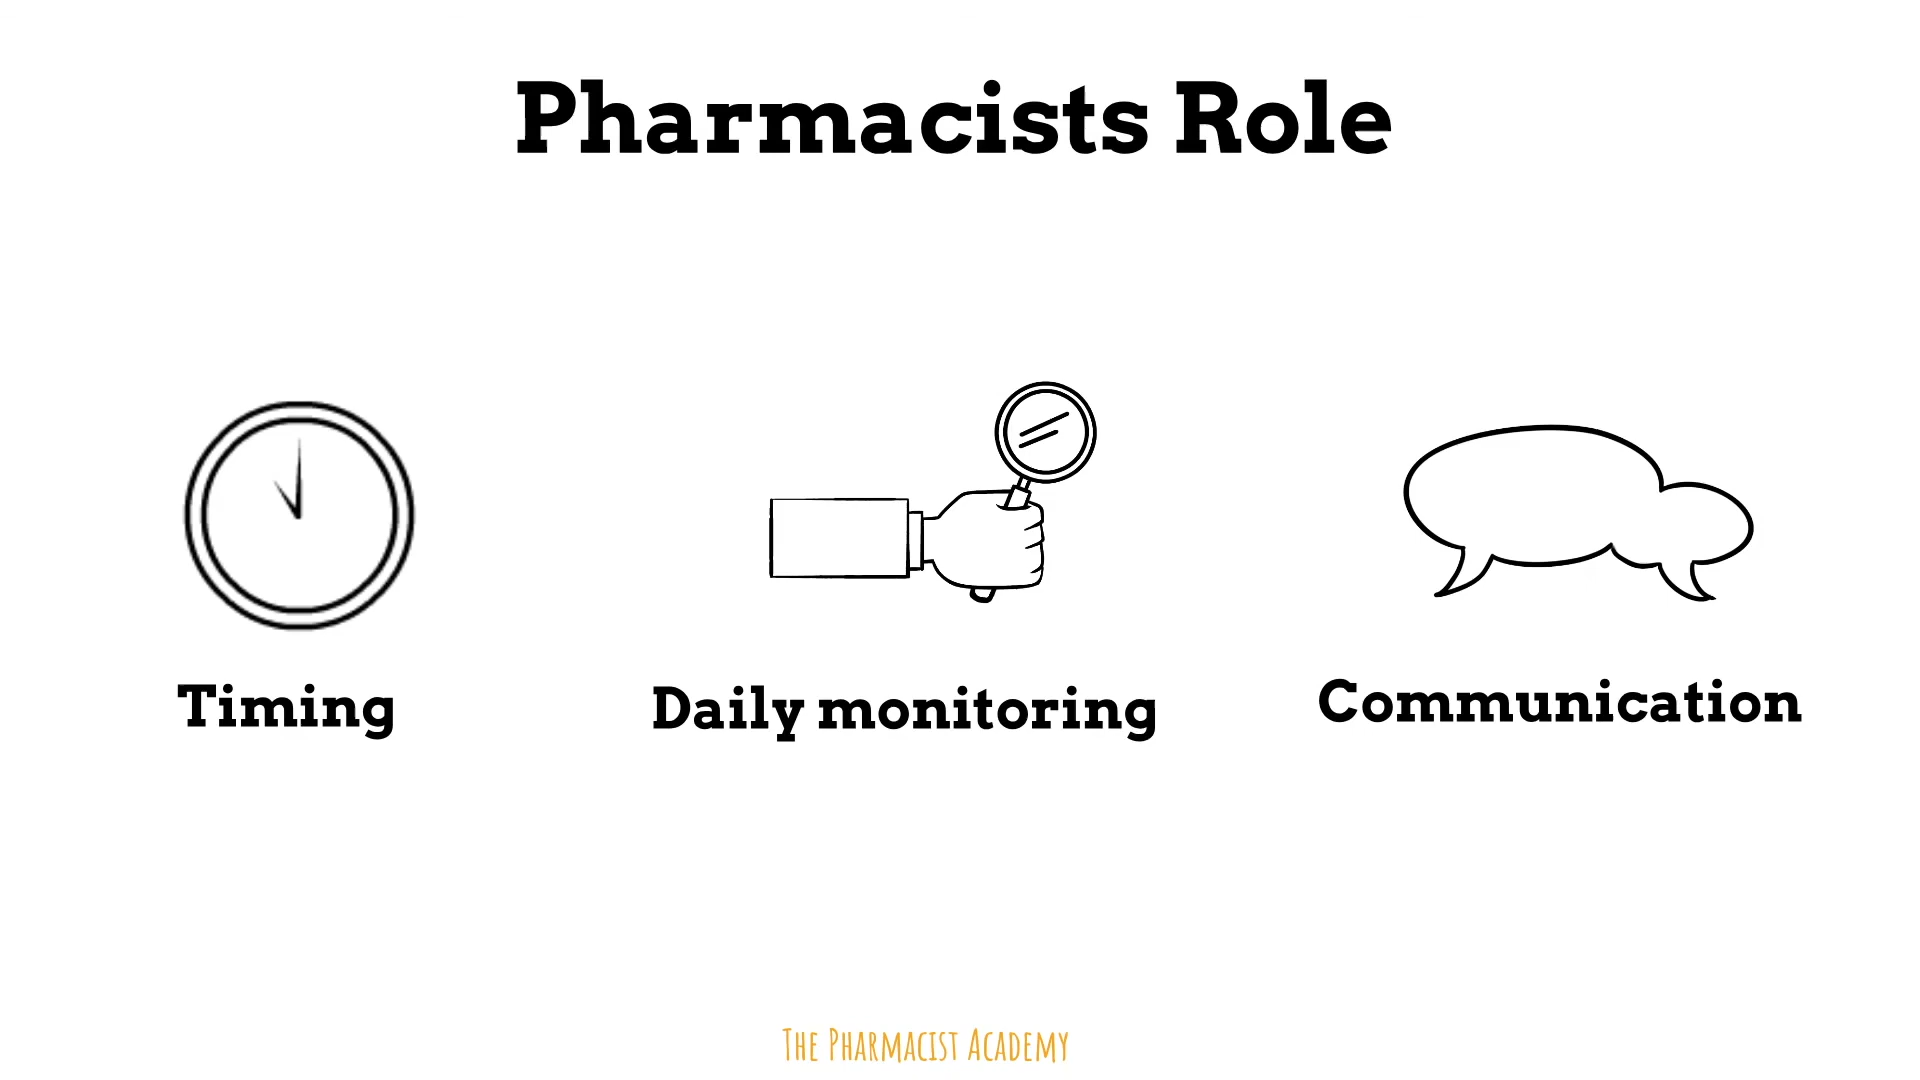 Pharmacists Role
Timing
Daily monitoring
Communication
The Pharmacist Academy